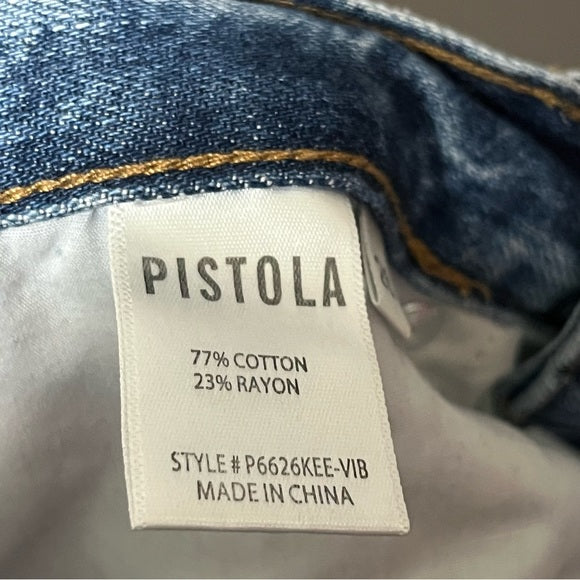 PISTOLA
77% COTTON
23% RAYON
STYLE # P6626KEE-VIB
MADE IN CHINA